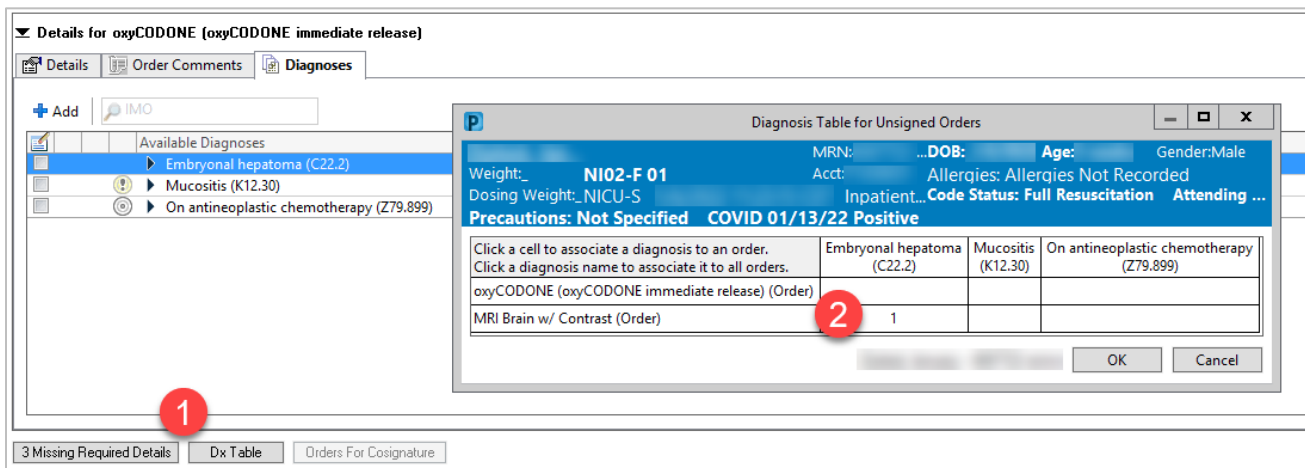 Details for oxyCODONE (oxyCODONE immediate release)
Details Order Comments Diagnoses
Add IMO
Available Diagnoses
Embryonal hepatoma (C22.2)
Mucositis (K12.30)
On antineoplastic chemotherapy (Z79.899)
P Diagnosis Table for Unsigned Orders X
MRN: ...DOB: Age: Gender:Male
Weight:_ NI02-F 01 Acct: Allergies: Allergies Not Recorded
Dosing Weight:_NICU-S Inpatient...Code Status: Full Resuscitation Attending ...
Precautions: Not Specified COVID 01/13/22 Positive
Click a cell to associate a diagnosis to an order.
Click a diagnosis name to associate it to all orders.
Embryonal hepatoma
(C22.2)
Mucositis
(K12.30)
On antineoplastic chemotherapy
(Z79.899)
oxyCODONE (oxyCODONE immediate release) (Order)
MRI Brain w/ Contrast (Order) 2 1
OK Cancel
1
3 Missing Required Details Dx Table Orders For Cosignature